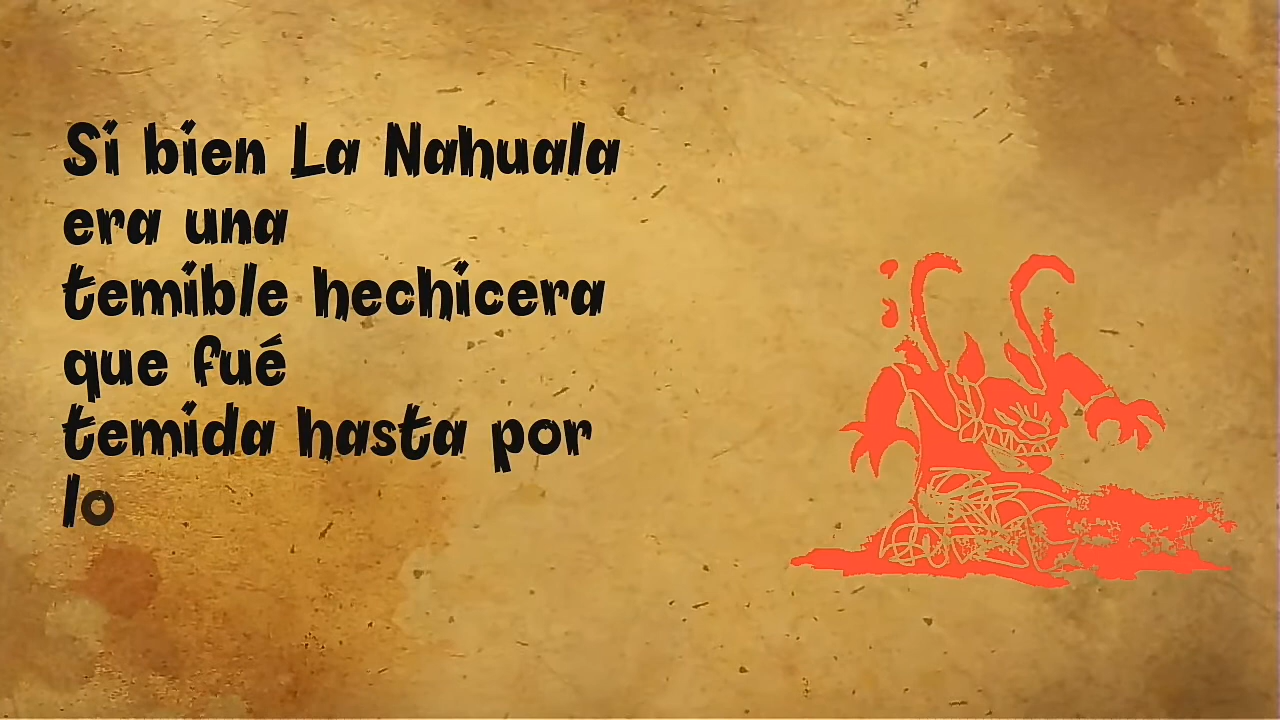 Si bien La Nahuala
era una
temible hechicera
que fué
temida hasta por
lo